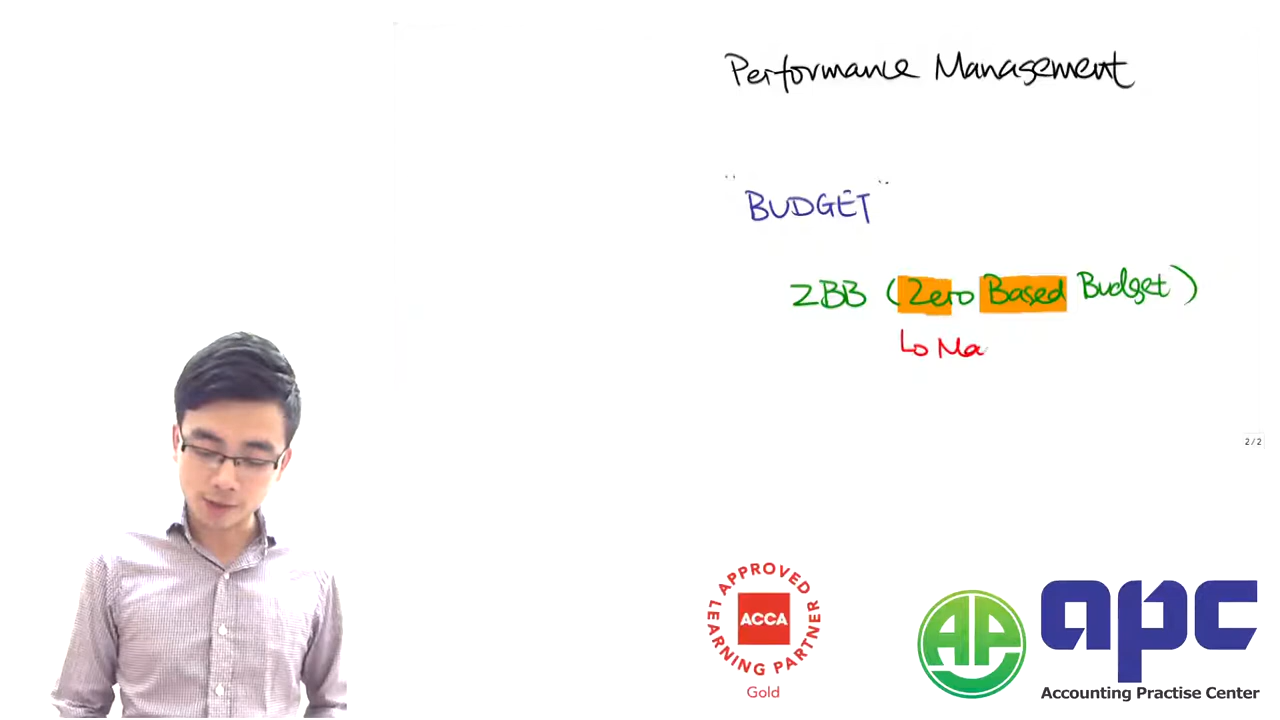 Performance Management
"BUDGET"
ZBB (Zero Based Budget)
Ma
2/2
APPROVED
ACCA
LEARNING PARTNER
Gold
AP
apc
Accounting Practise Center